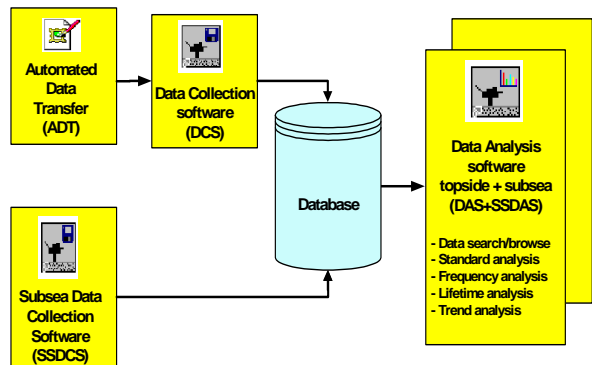 Automated
Data
Transfer
(ADT)
Data Collection
software
(DCS)
Database
Subsea Data
Collection
Software
(SSDCS)
Data Analysis
software
topside + subsea
(DAS+SSDAS)
- Data search/browse
- Standard analysis
- Frequency analysis
- Lifetime analysis
- Trend analysis